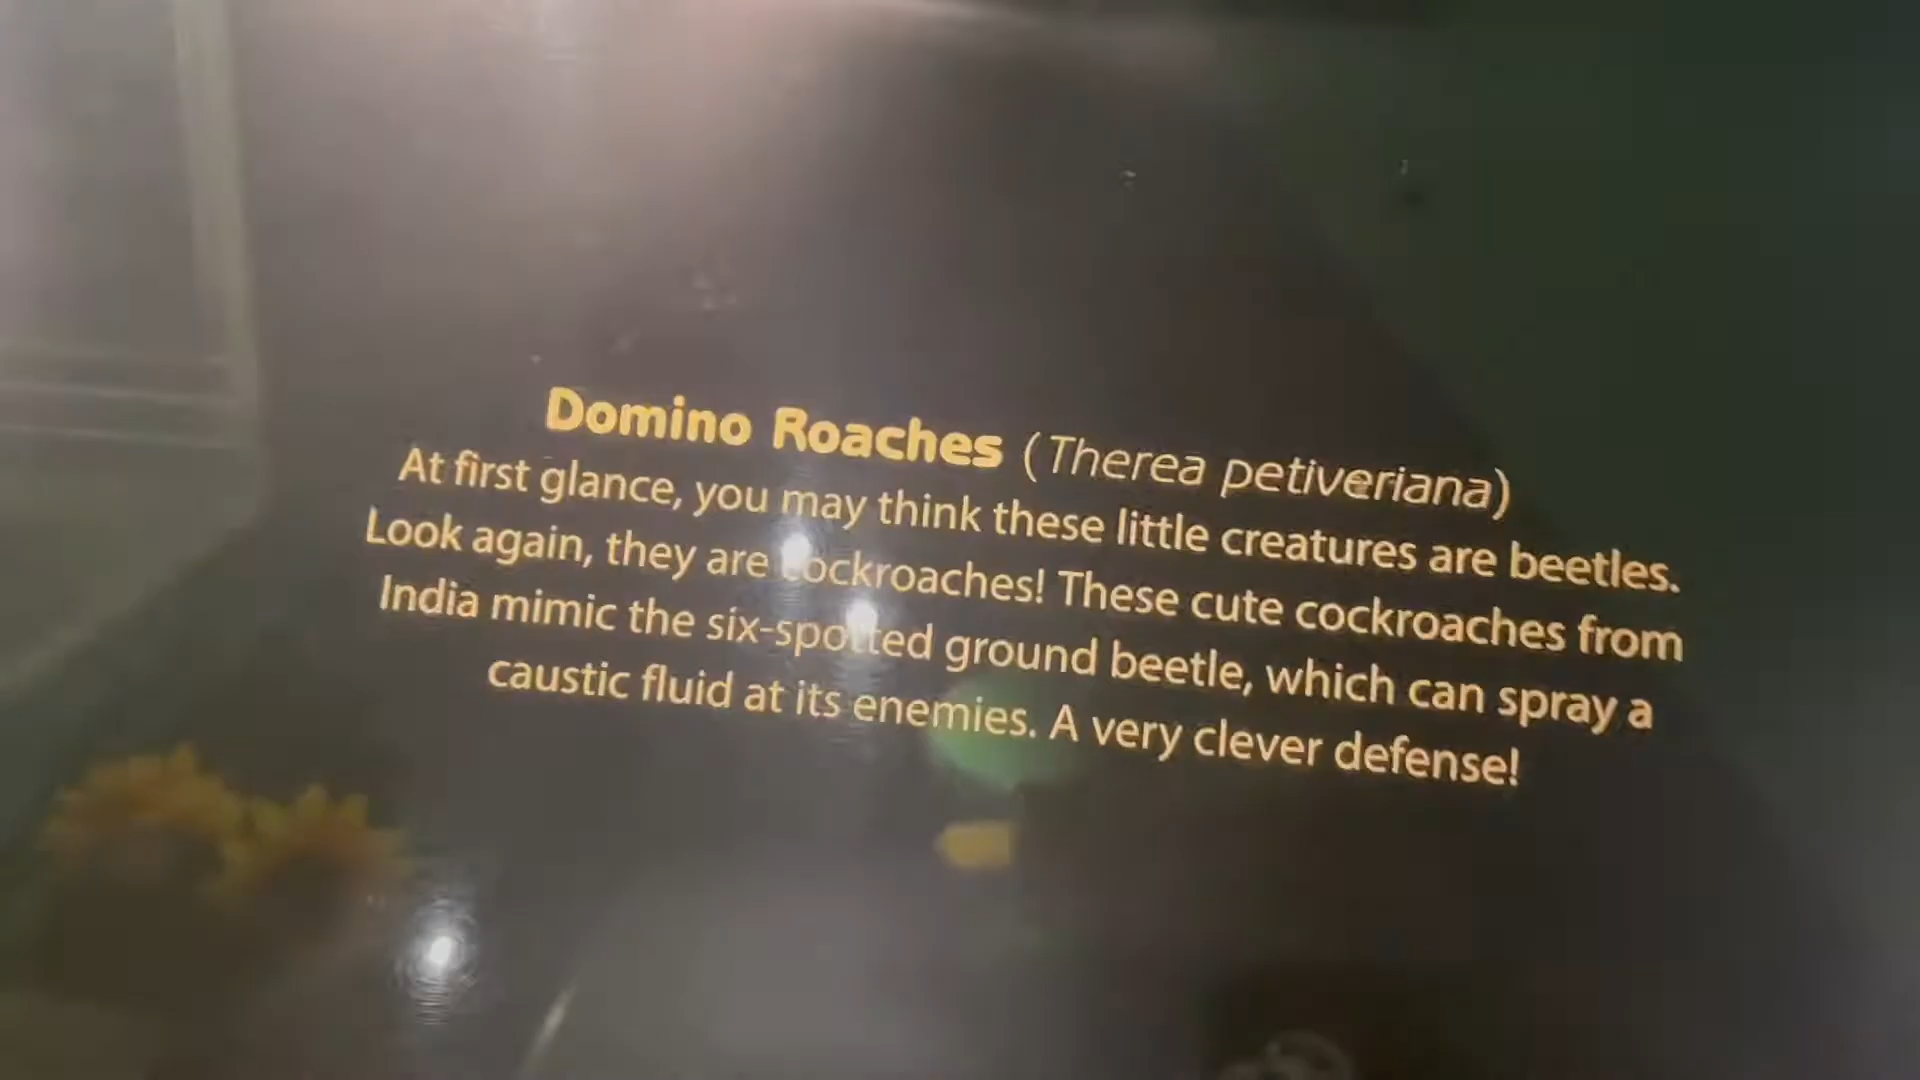 Domino Roaches (Therea petiveriana)
At first glance, you may think these little creatures are beetles.
Look again, they are cockroaches! These cute cockroaches from
India mimic the six-spotted ground beetle, which can spray a
caustic fluid at its enemies. A very clever defense!